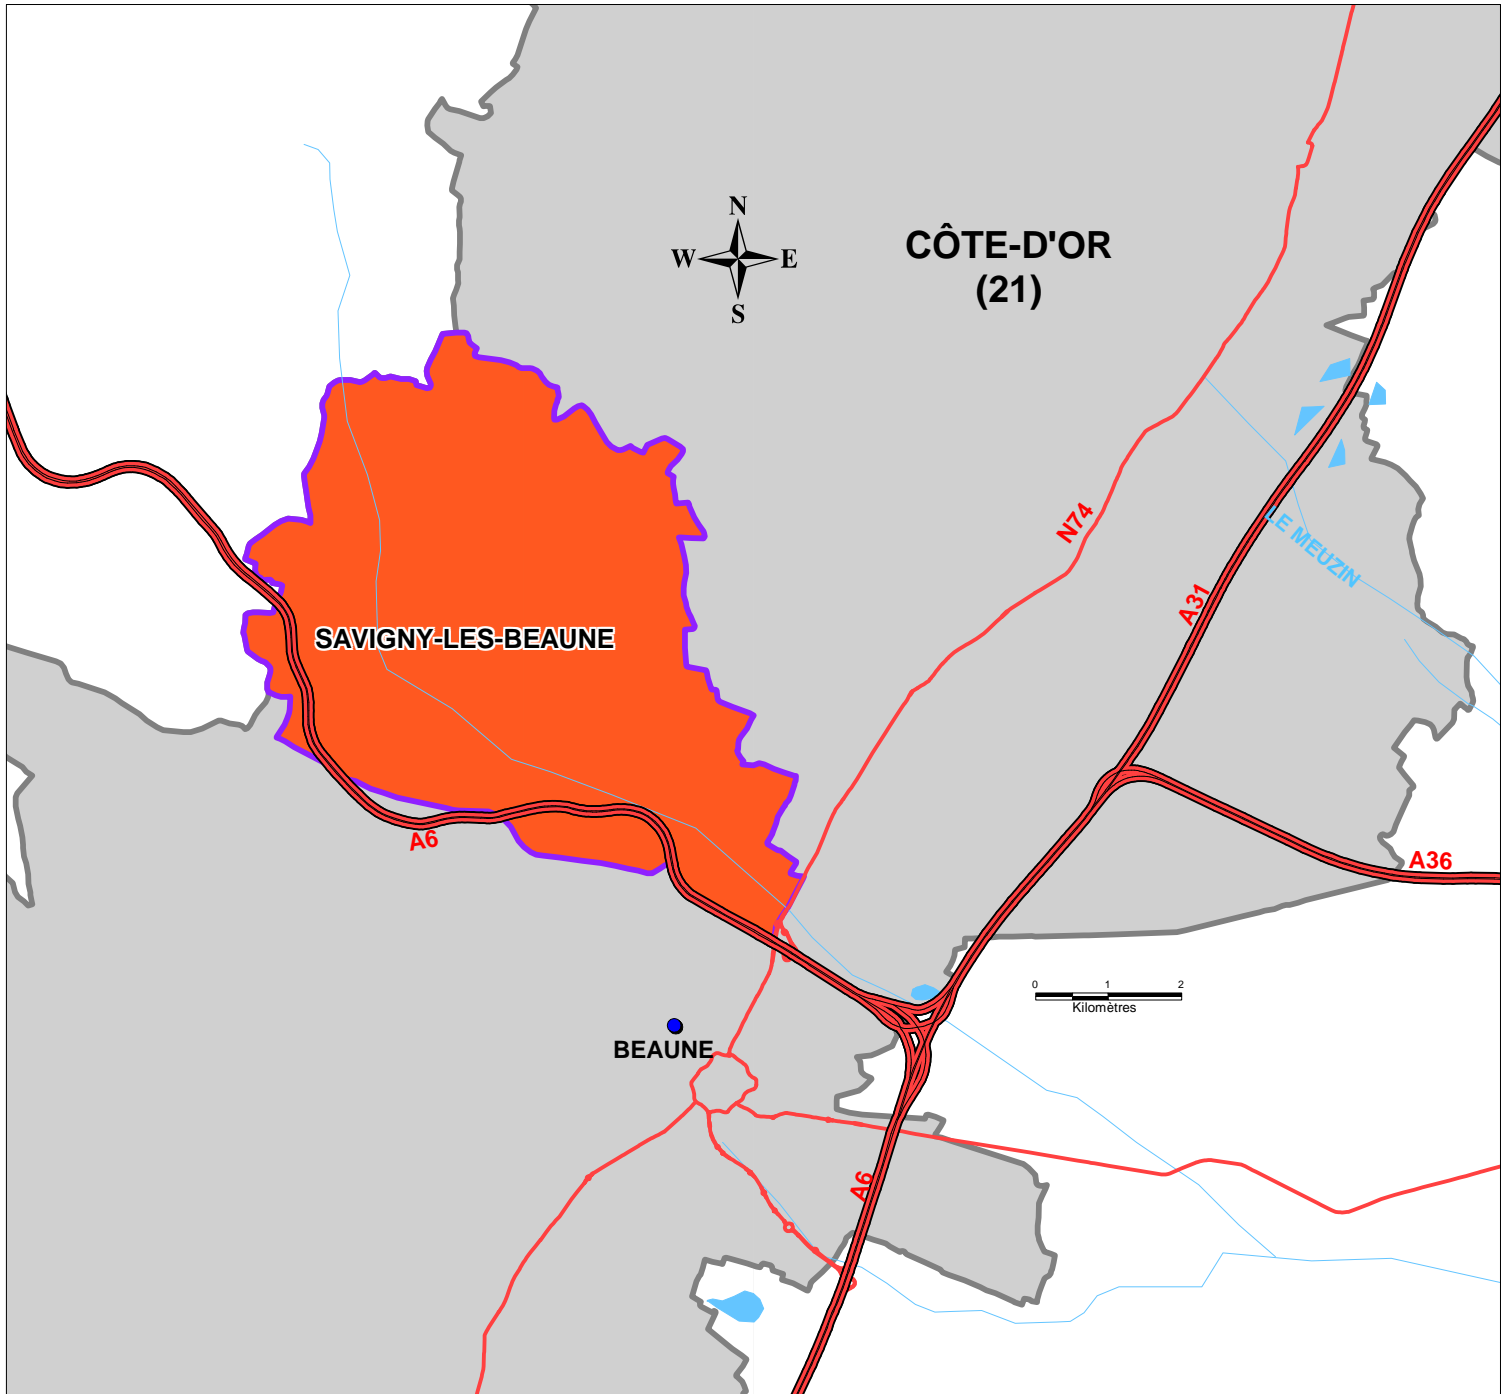 N
W E
S
CÔTE-D'OR
(21)
N74
LE MEUZIN
A31
SAVIGNY-LES-BEAUNE
A6
A36
0 1 2
Kilomètres
BEAUNE
A6